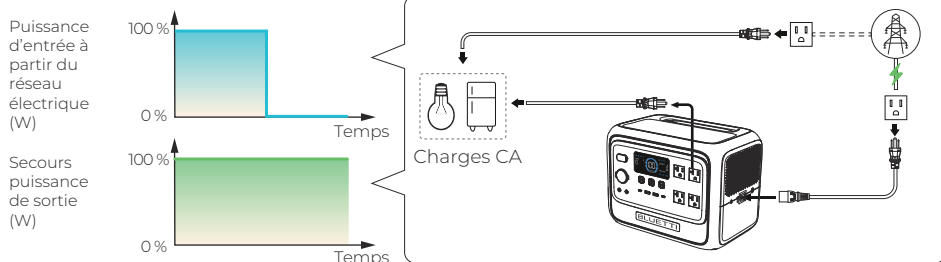 Puissance
d'entrée à
partir du
réseau
électrique
(W)
100 %
0 %
Temps
Secours
puissance
de sortie
(W)
100 %
0 %
Temps
Charges CA
BLUETTI